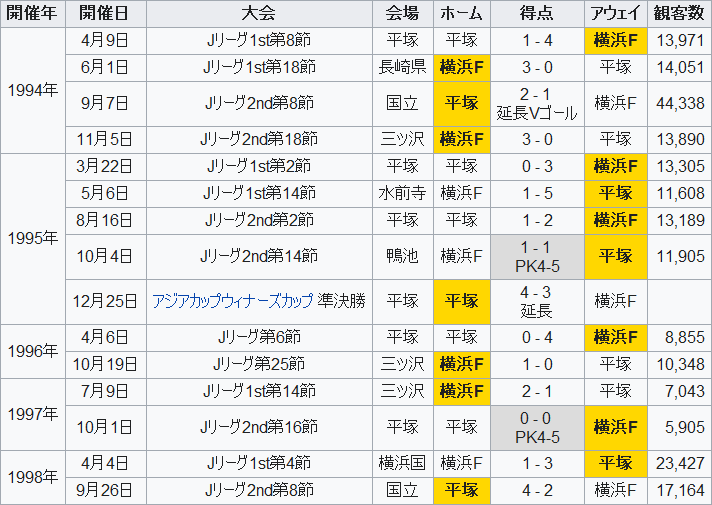 開催年 開催日 大会 会場 ホーム 得点 アウェイ 観客数
1994年 4月9日 Jリーグ1st第8節 平塚 平塚 1 - 4 横浜F 13,971
6月1日 Jリーグ1st第18節 長崎県 横浜F 3 - 0 平塚 14,051
9月7日 Jリーグ2nd第8節 国立 平塚 2 - 1 延長Vゴール 横浜F 44,338
11月5日 Jリーグ2nd第18節 三ツ沢 横浜F 3 - 0 平塚 13,890
1995年 3月22日 Jリーグ1st第2節 平塚 平塚 0 - 3 横浜F 13,305
5月6日 Jリーグ1st第14節 水前寺 横浜F 1 - 5 平塚 11,608
8月16日 Jリーグ2nd第2節 平塚 平塚 1 - 2 横浜F 13,189
10月4日 Jリーグ2nd第14節 鴨池 横浜F 1 - 1 PK4-5 平塚 11,905
12月25日 アジアカップウィナーズカップ 準決勝 平塚 平塚 4 - 3 延長 横浜F
1996年 4月6日 Jリーグ第6節 平塚 平塚 0 - 4 横浜F 8,855
10月19日 Jリーグ第25節 三ツ沢 横浜F 1 - 0 平塚 10,348
1997年 7月9日 Jリーグ1st第14節 三ツ沢 横浜F 2 - 1 平塚 7,043
10月1日 Jリーグ2nd第16節 平塚 平塚 0 - 0 PK4-5 横浜F 5,905
1998年 4月4日 Jリーグ1st第4節 横浜国 横浜F 1 - 3 平塚 23,427
9月26日 Jリーグ2nd第8節 国立 平塚 4 - 2 横浜F 17,164